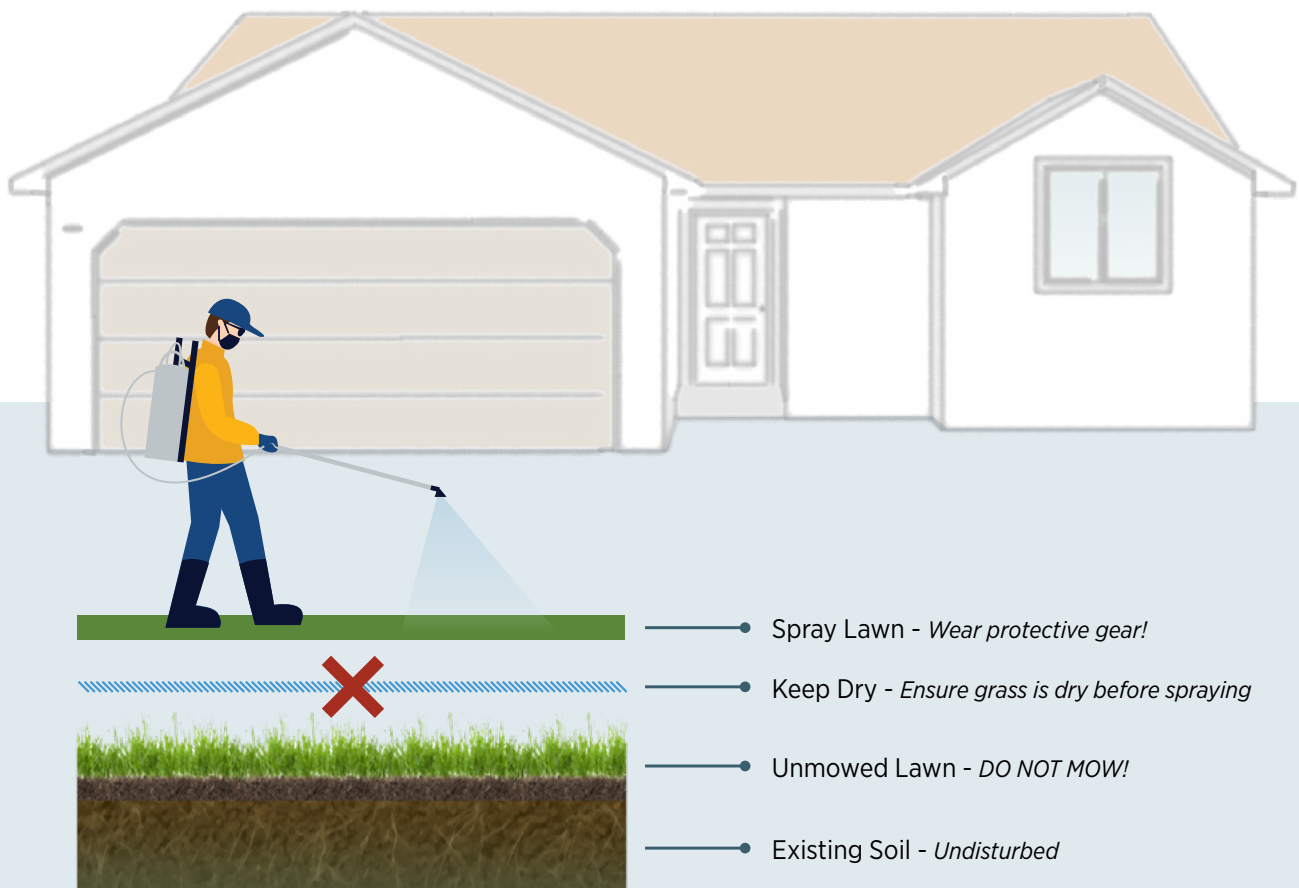 Spray Lawn - Wear protective gear!
Keep Dry - Ensure grass is dry before spraying
Unmowed Lawn - DO NOT MOW!
Existing Soil - Undisturbed